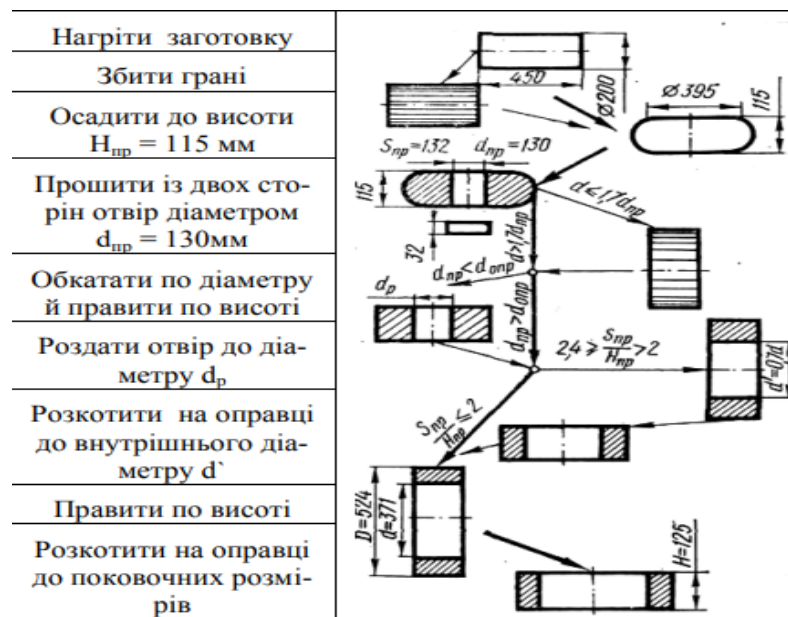 Нагріти заготовку
Збити грані
Осадити до висоти
Hпр = 115 мм
Прошити із двох сто-
рін отвір діаметром
dпр = 130мм
Обкатати по діаметру
й правити по висоті
Роздати отвір до діа-
метру dр
Розкотити на оправці
до внутрішнього діа-
метру d`
Правити по висоті
Розкотити на оправці
до поковочних розмі-
рів
450
Ø200
Ø395
115
Sпр=132
dпр=130
115
32
d≤1,7dпр
d>1,7dпр
dпр<dопр
dпр>dопр
dр
2,4 ≥ Sпр/Hпр >2
d'=0,7d
Sпр/Hпр ≤2
D=524
d=371
H=125